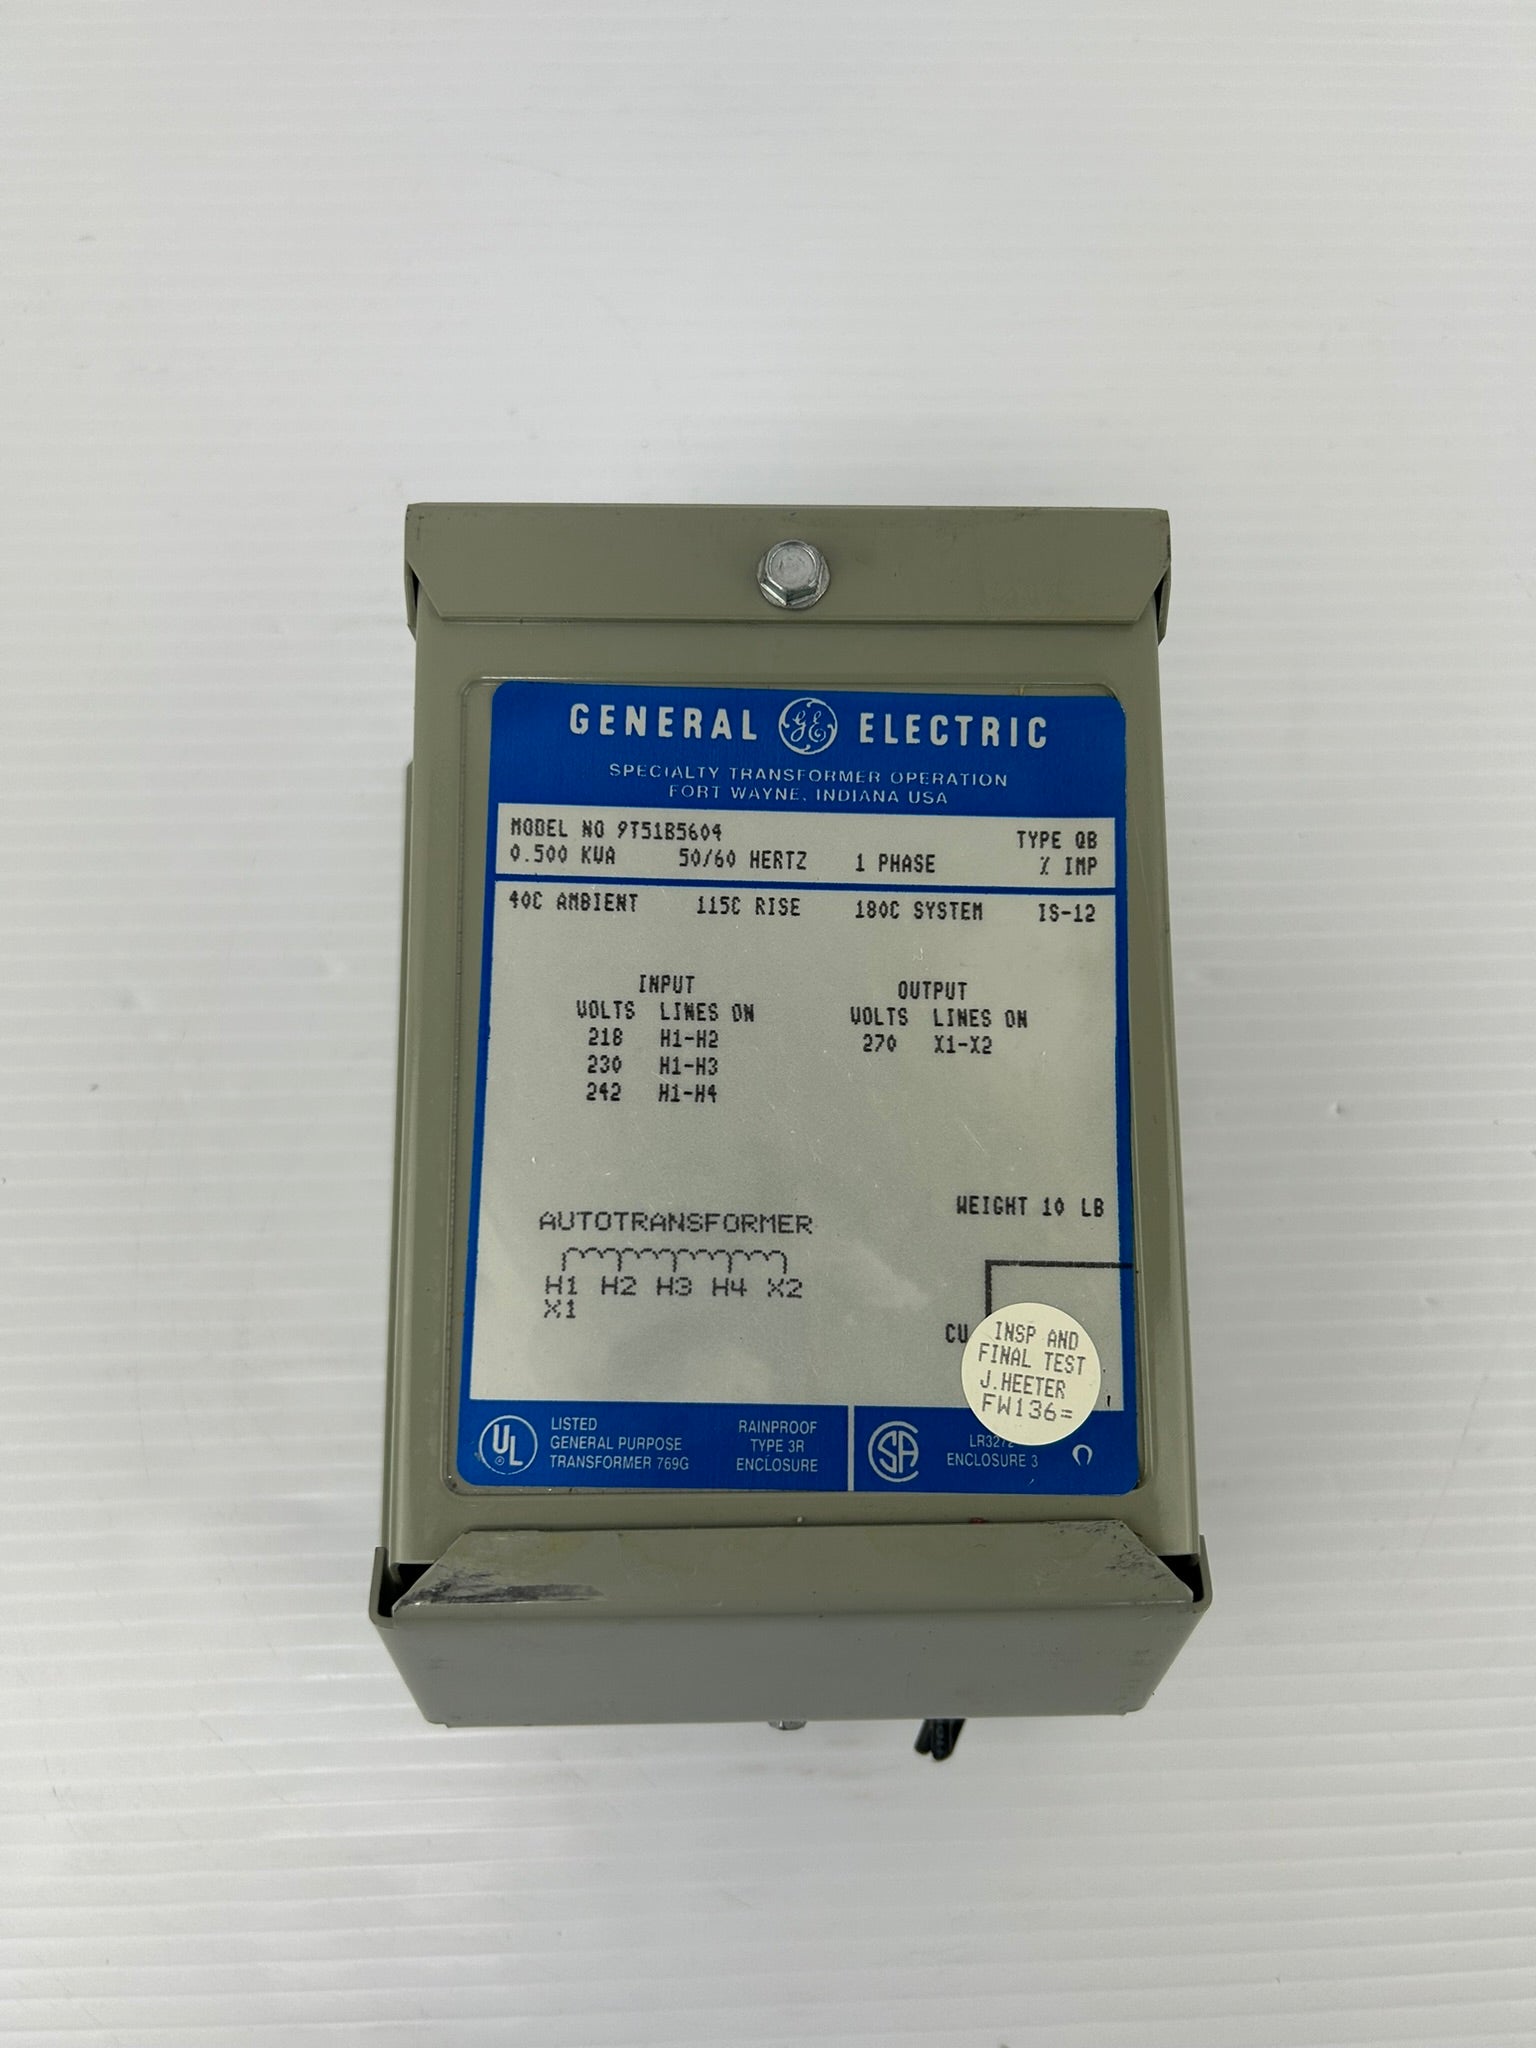 GENERAL GE ELECTRIC
SPECIALTY TRANSFORMER OPERATION
FORT WAYNE, INDIANA USA
MODEL NO 9T51B5604 TYPE QB
0.500 KVA 50/60 HERTZ 1 PHASE % IMP
40C AMBIENT 115C RISE 180C SYSTEM IS-12
INPUT OUTPUT
VOLTS LINES ON VOLTS LINES ON
218 H1-H2 270 X1-X2
230 H1-H3
242 H1-H4
WEIGHT 10 LB
AUTOTRANSFORMER
H1 H2 H3 H4 X2
X1
CU
INSP AND
FINAL TEST
J.HEETER
FW136=
UL
LISTED
GENERAL PURPOSE
TRANSFORMER 769G
RAINPROOF
TYPE 3R
ENCLOSURE
SA
ENCLOSURE 3